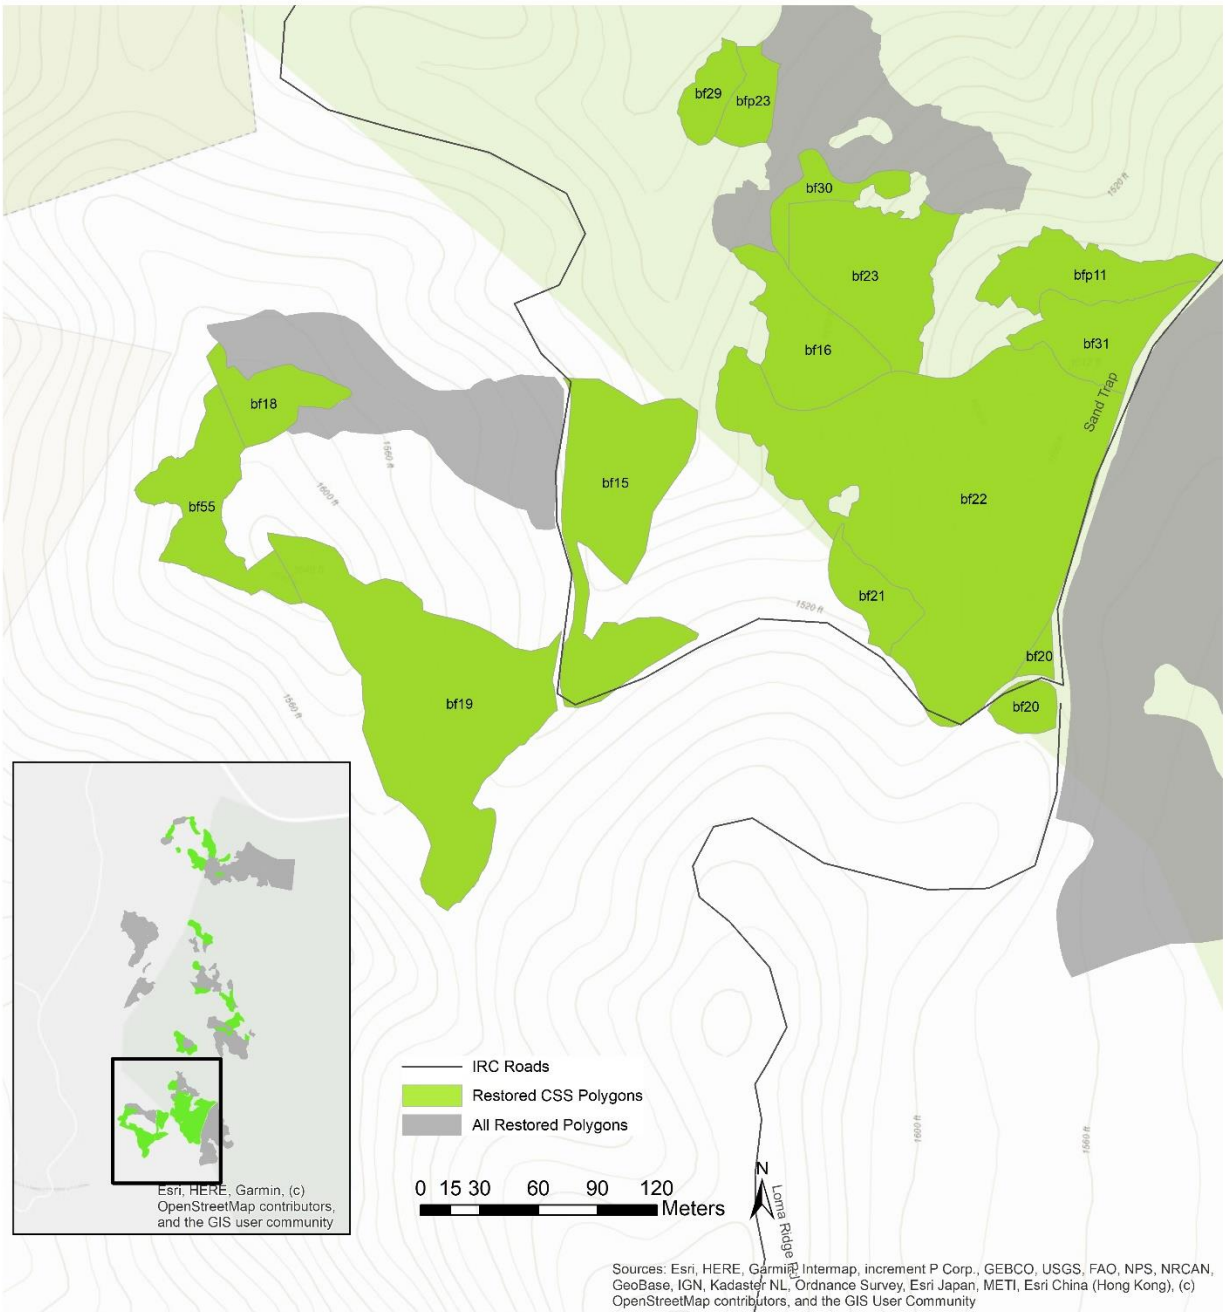 bf29
bfp23
bf30
1520 ft
bf23
bfp11
bf31
bf16
Sand Trap
bf18
1560 ft
1600 ft
bf15
bf55
bf22
bf21
1520 ft
bf20
bf19
bf20
1560 ft
IRC Roads
Restored CSS Polygons
All Restored Polygons
0 15 30 60 90 120
Meters
N
Loma Ridge Rd
1600 ft
1560 ft
Esri, HERE, Garmin, (c)
OpenStreetMap contributors,
and the GIS user community
Sources: Esri, HERE, Garmin, Intermap, increment P Corp., GEBCO, USGS, FAO, NPS, NRCAN,
GeoBase, IGN, Kadaster NL, Ordnance Survey, Esri Japan, METI, Esri China (Hong Kong), (c)
OpenStreetMap contributors, and the GIS User Community